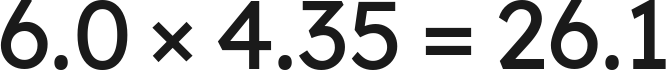 6.0 × 4.35 = 26.1